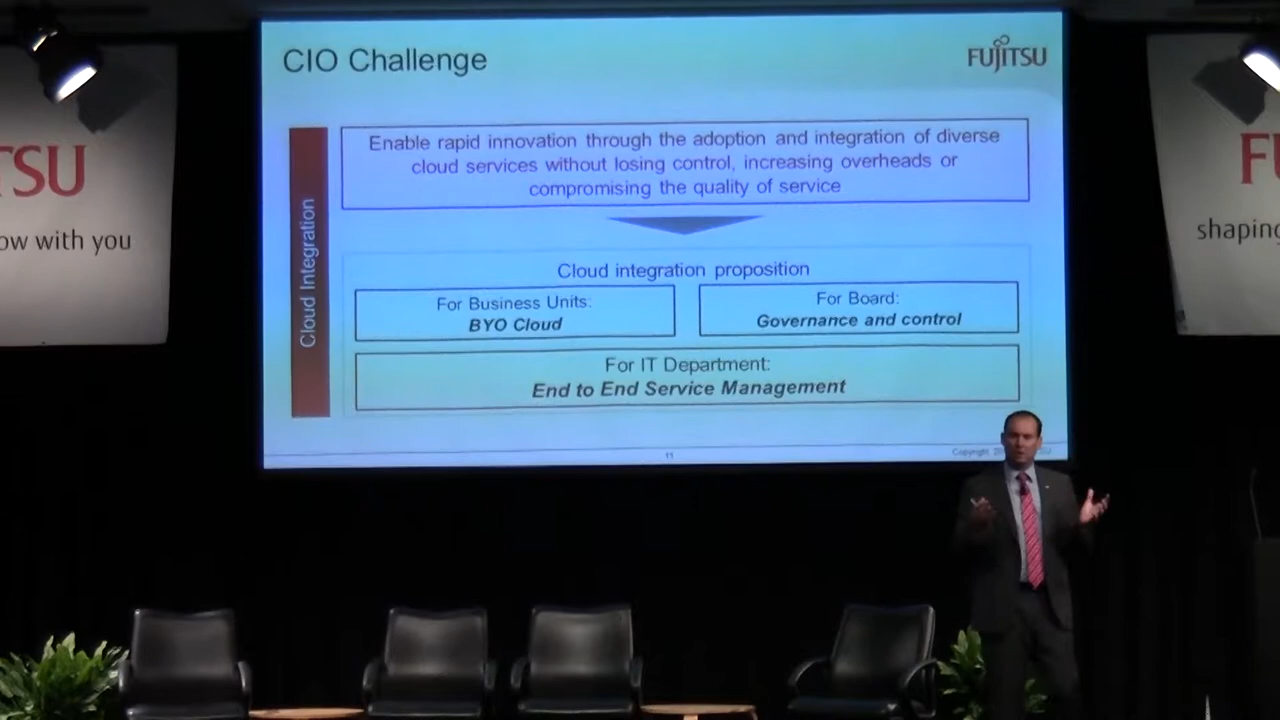 CIO Challenge
FUJITSU
Cloud Integration
Enable rapid innovation through the adoption and integration of diverse
cloud services without losing control, increasing overheads or
compromising the quality of service
Cloud integration proposition
For Business Units:
BYO Cloud
For Board:
Governance and control
For IT Department:
End to End Service Management
11
Copyright
TSU
ow with you
FU
shaping